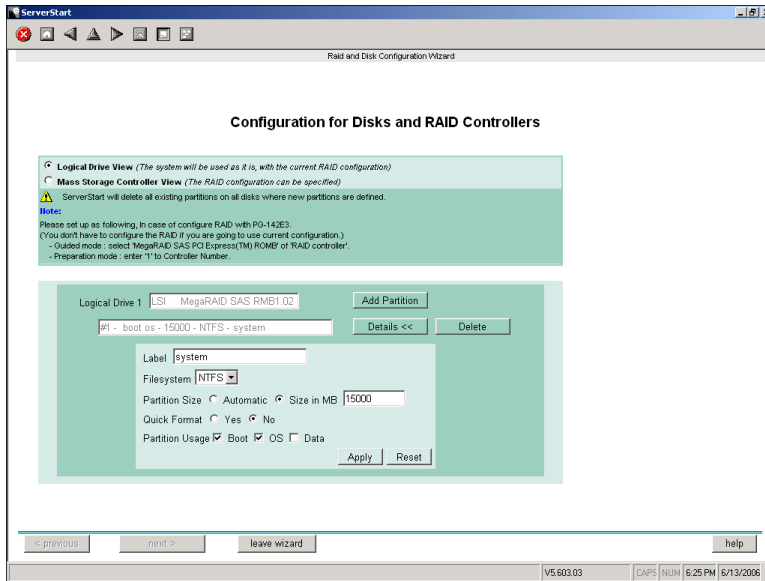 ServerStart
Raid and Disk Configuration Wizard
Configuration for Disks and RAID Controllers
Logical Drive View (The system will be used as it is, with the current RAID configuration)
Mass Storage Controller View (The RAID configuration can be specified)
ServerStart will delete all existing partitions on all disks where new partitions are defined.
Note:
Please set up as following, In case of configure RAID with PG-142E3.
(You don't have to configure the RAID if you are going to use current configuration.)
- Guided mode : select 'MegaRAID SAS PCI Express(TM) ROMB' of 'RAID controller'.
- Preparation mode : enter '1' to Controller Number.
Logical Drive 1 LSI MegaRAID SAS RMB1.02 Add Partition
#1 - boot os - 15000 - NTFS - system Details << Delete
Label system
Filesystem NTFS
Partition Size Automatic Size in MB 15000
Quick Format Yes No
Partition Usage Boot OS Data
Apply Reset
< previous next > leave wizard help
V5.603.03 CAPS NUM 6:25 PM 6/13/2006